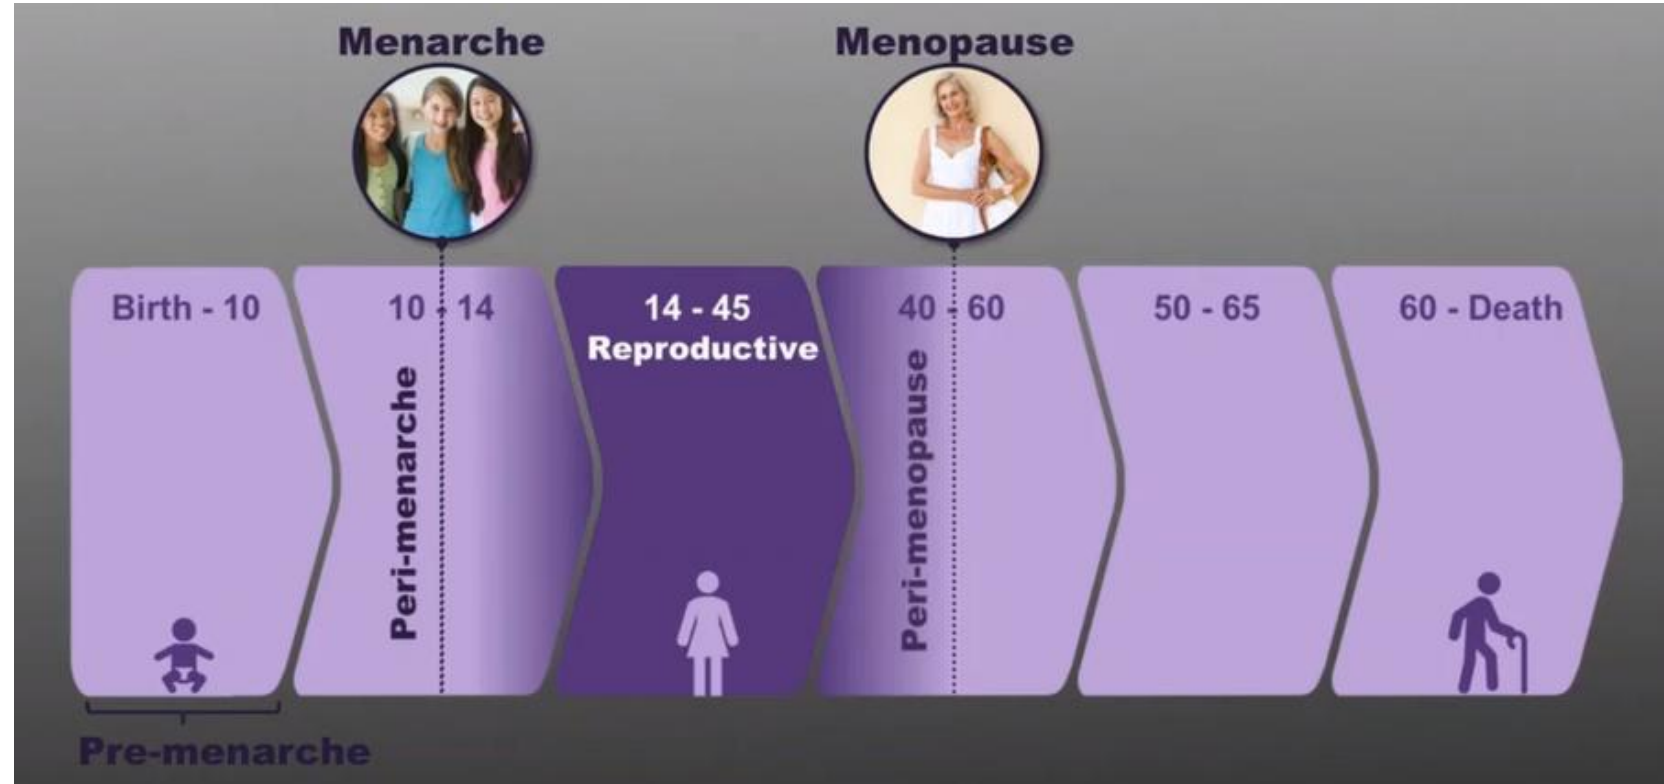 Menarche
Menopause
Birth - 10
10 - 14
14 - 45
Reproductive
40 - 60
50 - 65
60 - Death
Peri-menarche
Peri-menopause
Pre-menarche